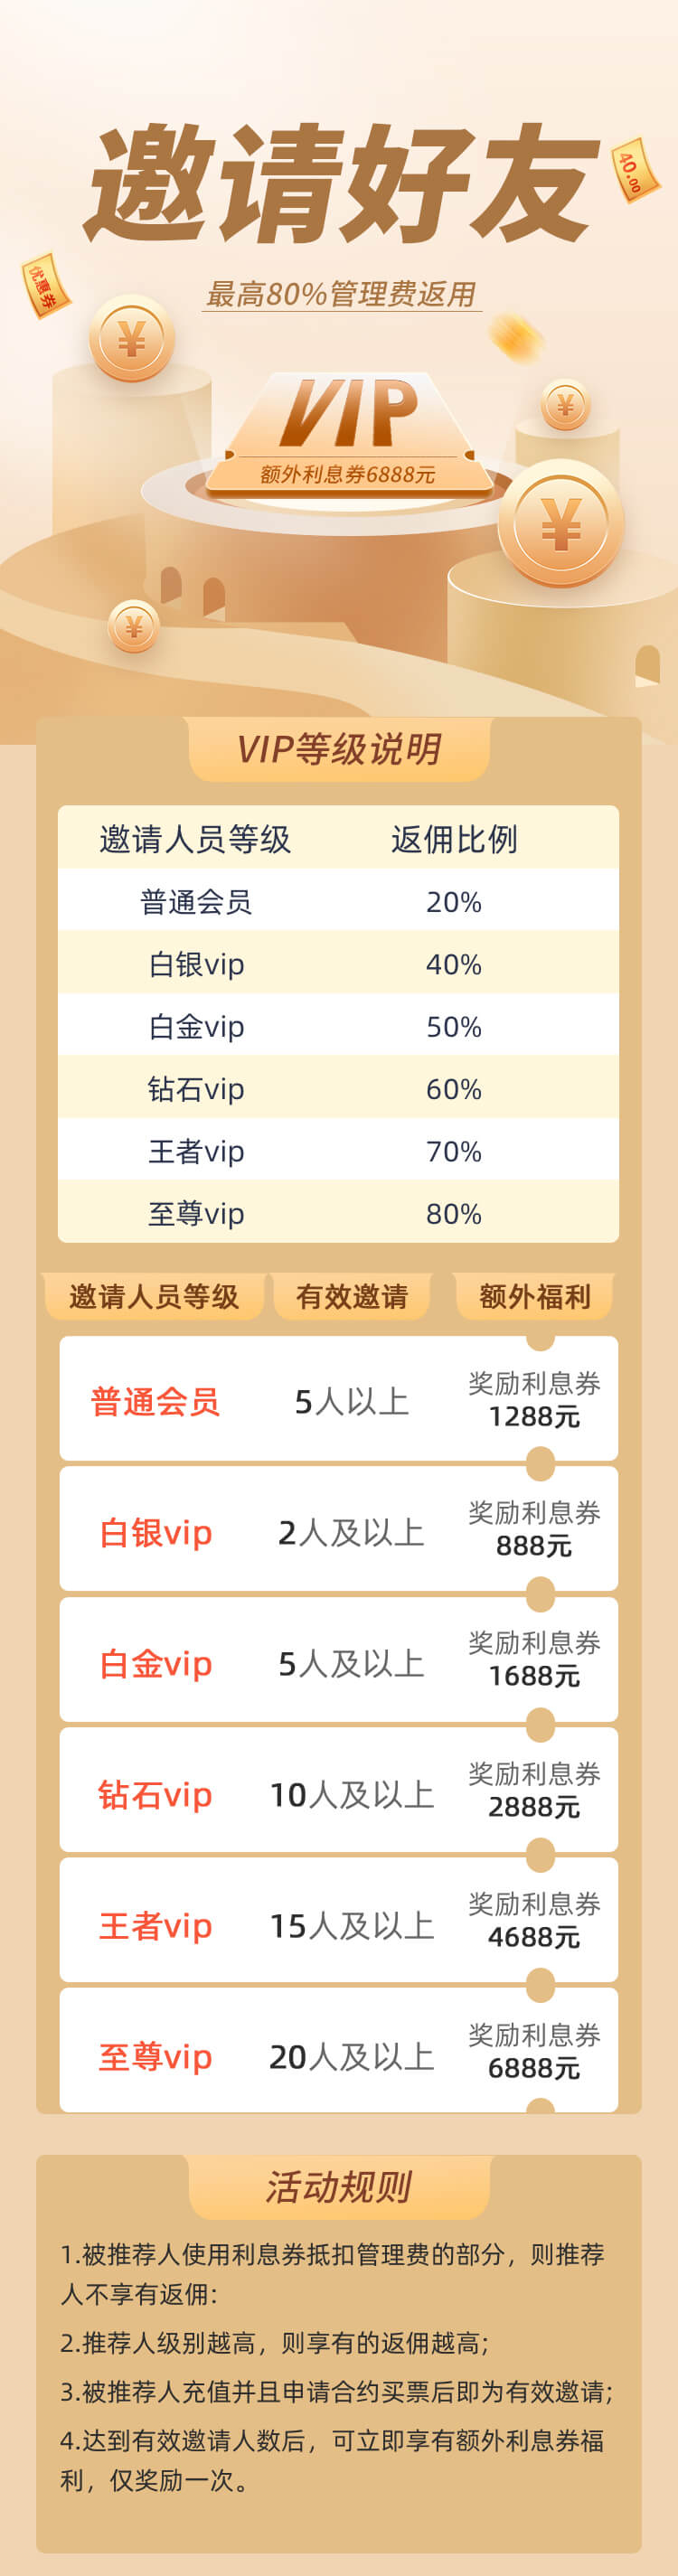 邀请好友
40.00
优惠券
最高80%管理费返用
¥
¥
VIP
额外利息券6888元
¥
¥
VIP等级说明
邀请人员等级 返佣比例
普通会员 20%
白银vip 40%
白金vip 50%
钻石vip 60%
王者vip 70%
至尊vip 80%
邀请人员等级 有效邀请 额外福利
普通会员 5人以上 奖励利息券
1288元
白银vip 2人及以上 奖励利息券
888元
白金vip 5人及以上 奖励利息券
1688元
钻石vip 10人及以上 奖励利息券
2888元
王者vip 15人及以上 奖励利息券
4688元
至尊vip 20人及以上 奖励利息券
6888元
活动规则
1.被推荐人使用利息券抵扣管理费的部分，则推荐
人不享有返佣：
2.推荐人级别越高，则享有的返佣越高；
3.被推荐人充值并且申请合约买票后即为有效邀请；
4.达到有效邀请人数后，可立即享有额外利息券福
利，仅奖励一次。